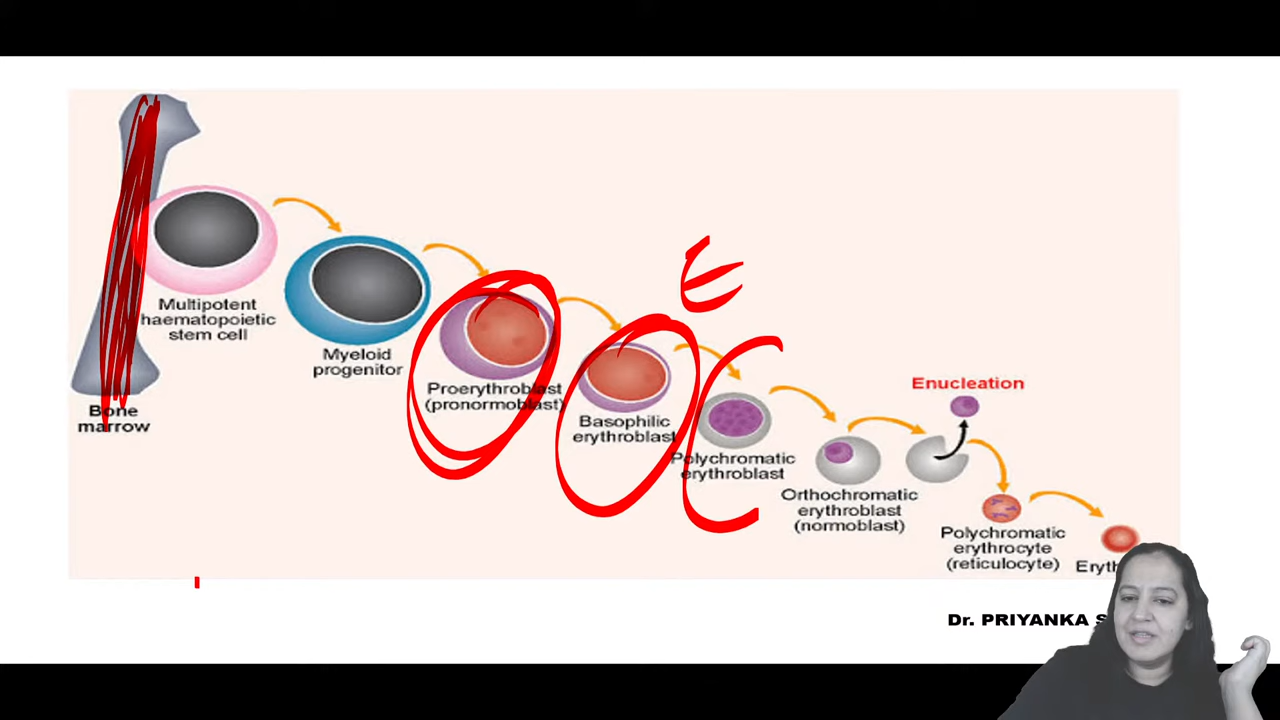 E
Enucleation
Multipotent
haematopoietic
stem cell
Myeloid
progenitor
Proerythroblast
(pronormoblast)
Bone
marrow
Basophilic
erythroblast
Polychromatic
erythroblast
Orthochromatic
erythroblast
(normoblast)
Polychromatic
erythrocyte
(reticulocyte)
Eryth
Dr. PRIYANKA S